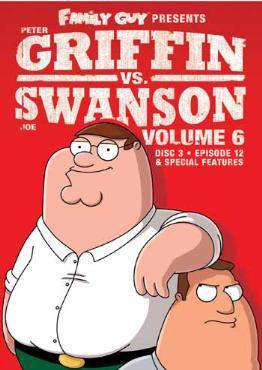 FAMILY GUY PRESENTS
PETER
GRIFFIN
VS.
SWANSON
JOE
VOLUME 6
DISC 3 • EPISODE 12
& SPECIAL FEATURES